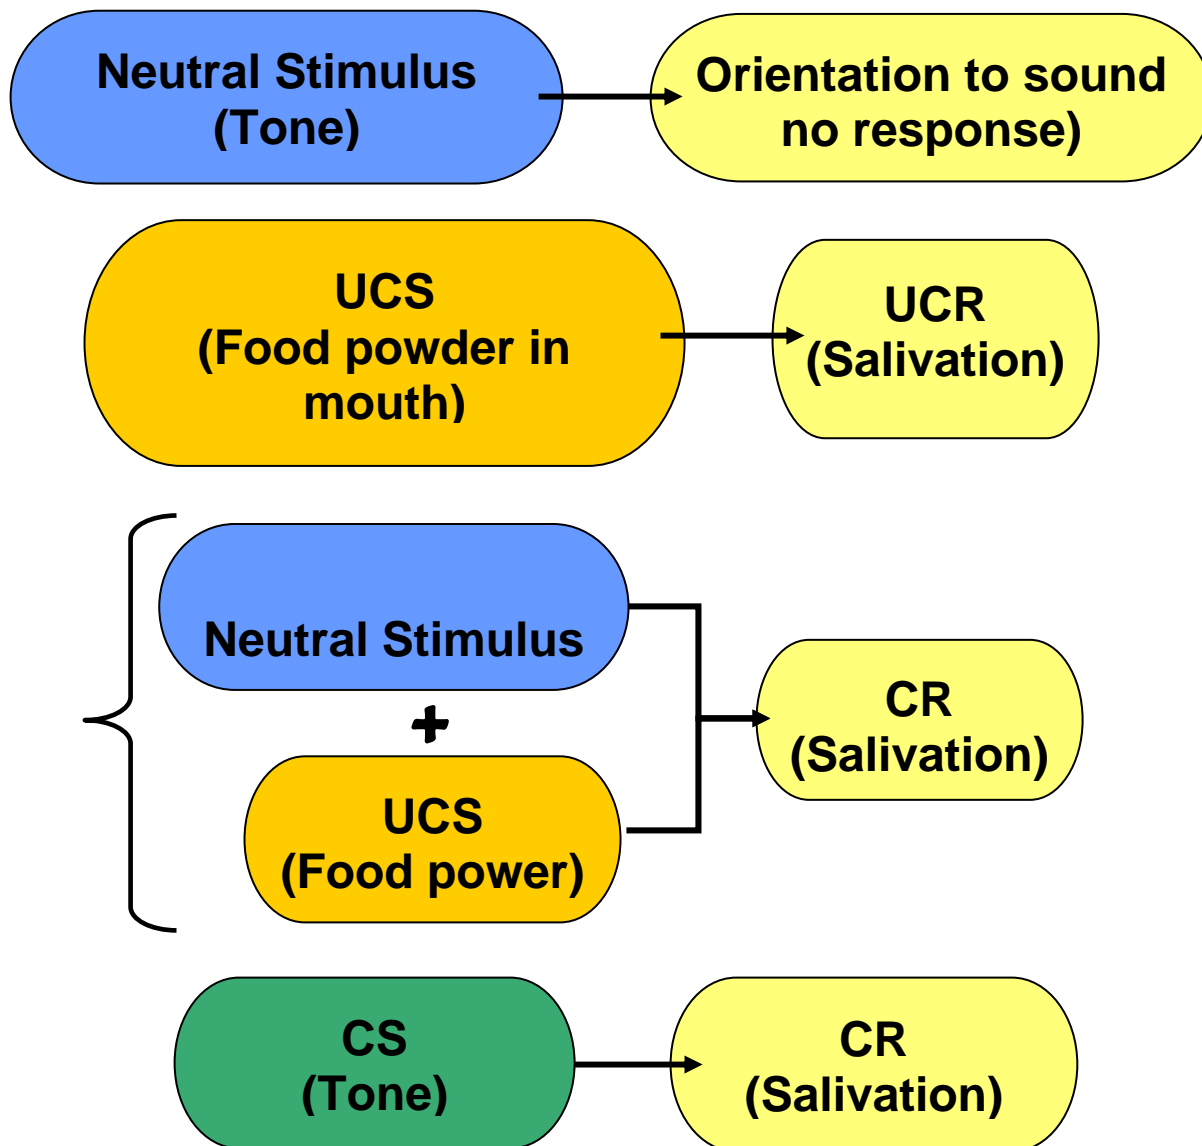 Neutral Stimulus
(Tone)
Orientation to sound
no response)
UCS
(Food powder in
mouth)
UCR
(Salivation)
Neutral Stimulus
+
UCS
(Food power)
CR
(Salivation)
CS
(Tone)
CR
(Salivation)